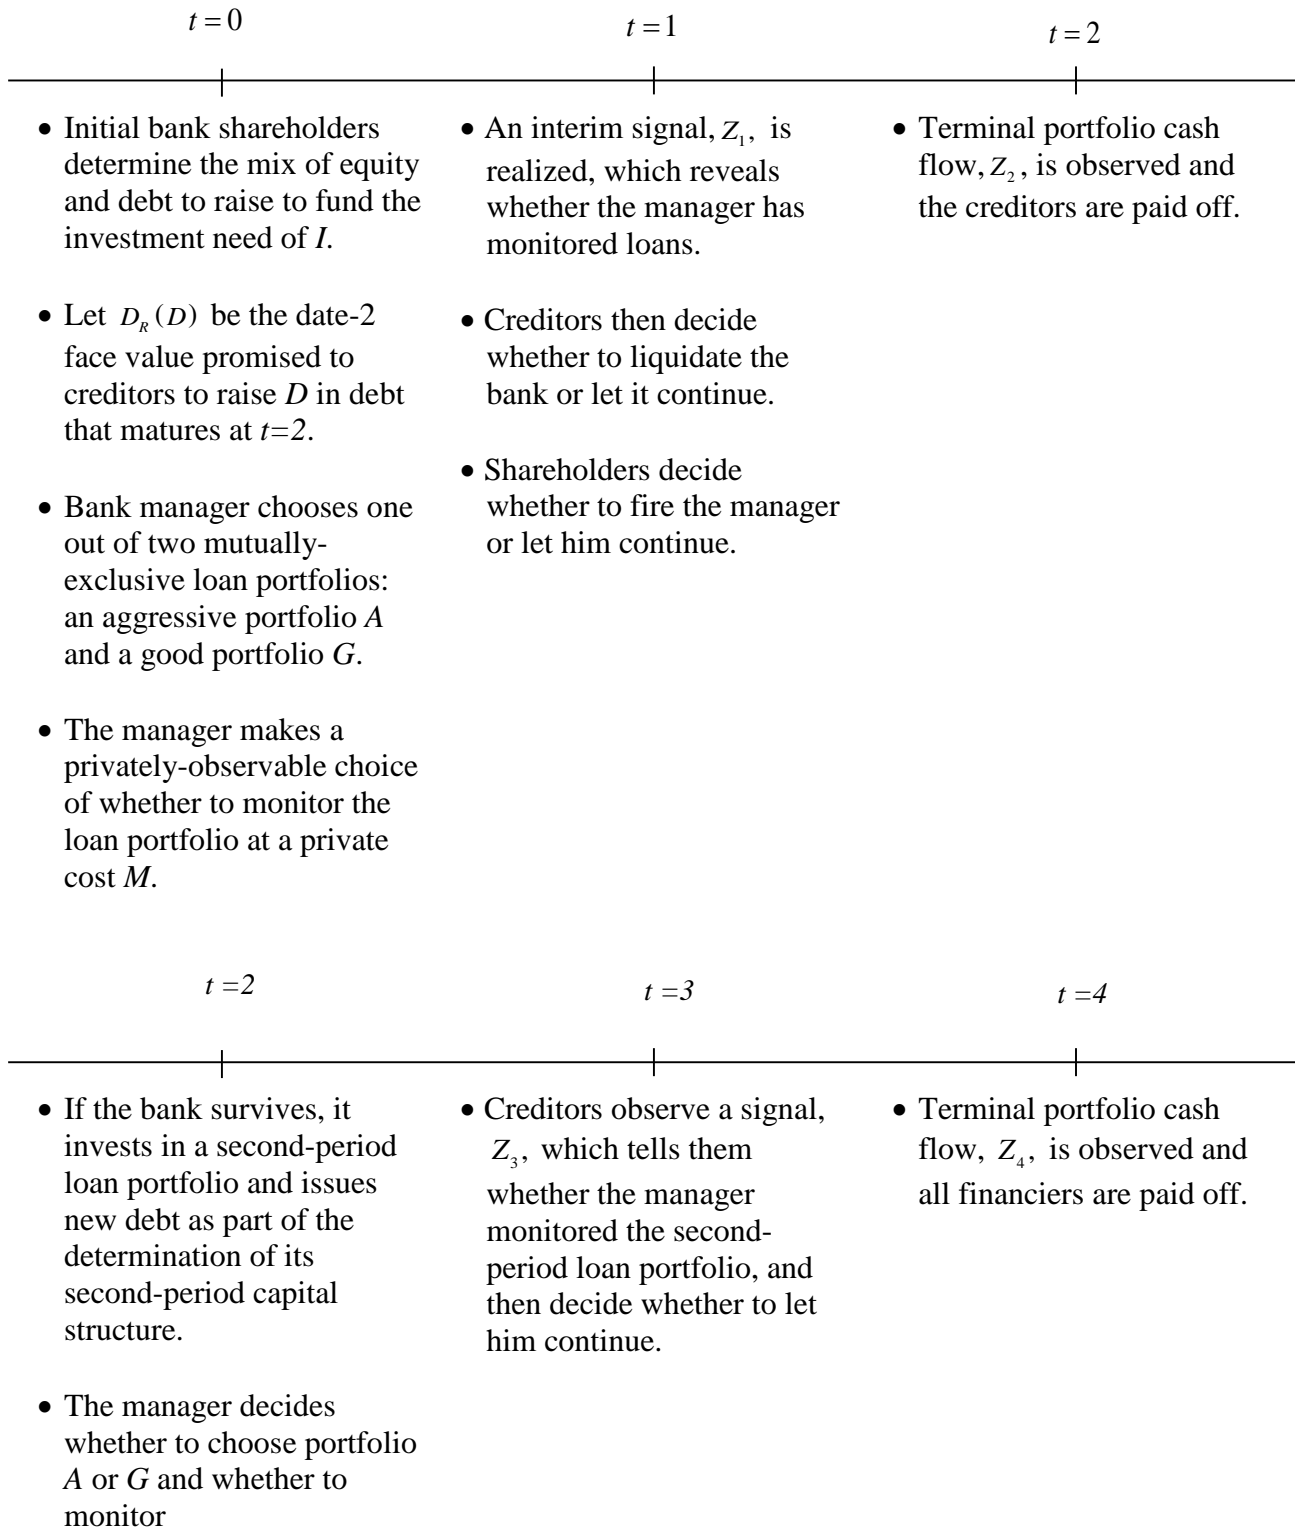 t = 0
t = 1
t = 2
• Initial bank shareholders
determine the mix of equity
and debt to raise to fund the
investment need of I.
• Let D_R (D) be the date-2
face value promised to
creditors to raise D in debt
that matures at t=2.
• Bank manager chooses one
out of two mutually-
exclusive loan portfolios:
an aggressive portfolio A
and a good portfolio G.
• The manager makes a
privately-observable choice
of whether to monitor the
loan portfolio at a private
cost M.
• An interim signal, Z_1, is
realized, which reveals
whether the manager has
monitored loans.
• Creditors then decide
whether to liquidate the
bank or let it continue.
• Shareholders decide
whether to fire the manager
or let him continue.
• Terminal portfolio cash
flow, Z_2, is observed and
the creditors are paid off.
t =2
t =3
t =4
• If the bank survives, it
invests in a second-period
loan portfolio and issues
new debt as part of the
determination of its
second-period capital
structure.
• The manager decides
whether to choose portfolio
A or G and whether to
monitor
• Creditors observe a signal,
Z_3, which tells them
whether the manager
monitored the second-
period loan portfolio, and
then decide whether to let
him continue.
• Terminal portfolio cash
flow, Z_4, is observed and
all financiers are paid off.